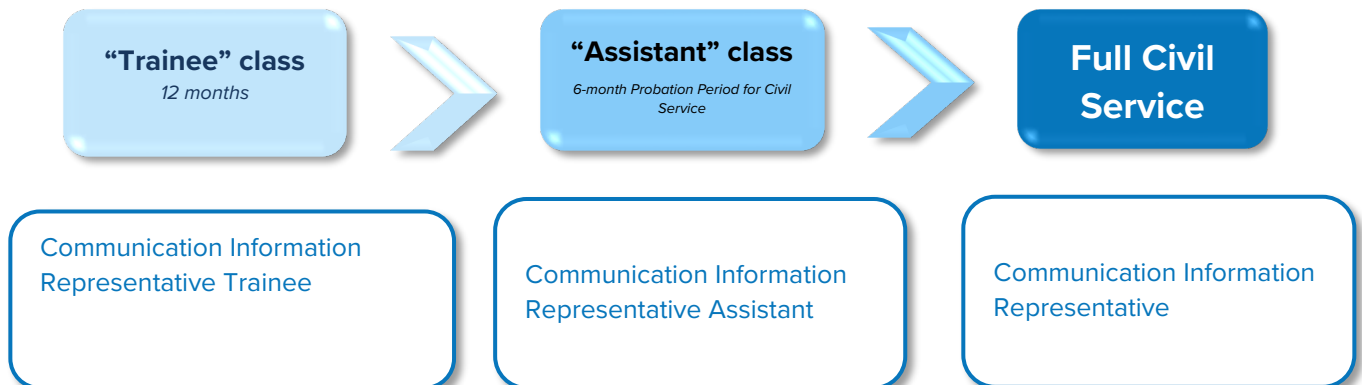 “Trainee” class
12 months
“Assistant” class
6-month Probation Period for Civil
Service
Full Civil
Service
Communication Information
Representative Trainee
Communication Information
Representative Assistant
Communication Information
Representative